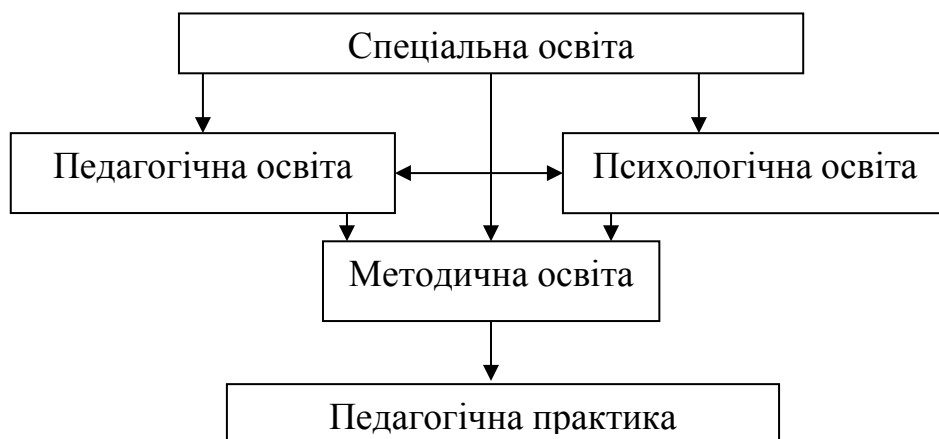 Спеціальна освіта
Педагогічна освіта
Психологічна освіта
Методична освіта
Педагогічна практика